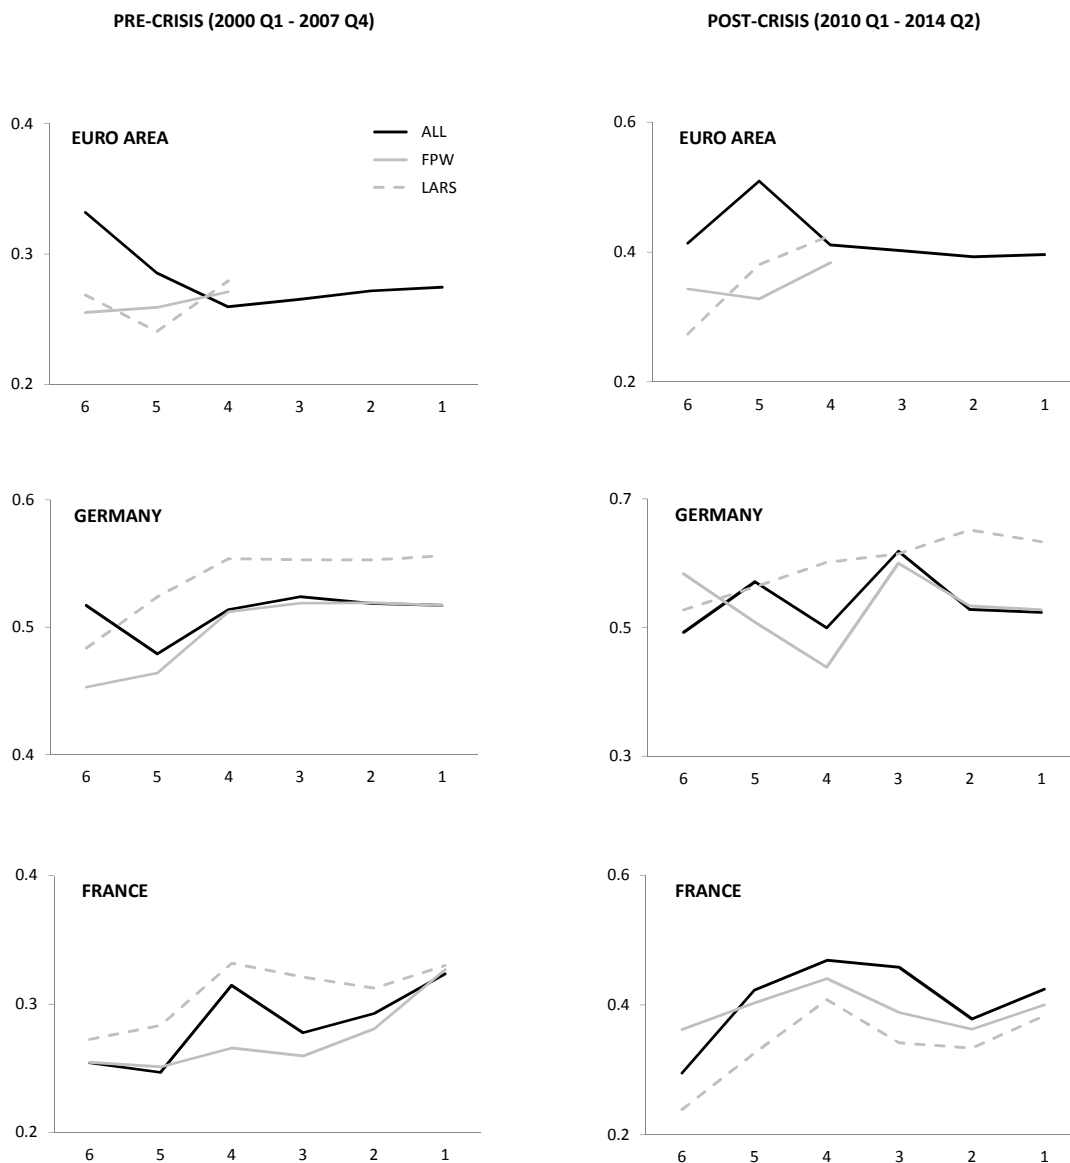 PRE-CRISIS (2000 Q1 - 2007 Q4)
POST-CRISIS (2010 Q1 - 2014 Q2)
EURO AREA
ALL
FPW
LARS
0.4
0.3
0.2
6 5 4 3 2 1
EURO AREA
0.6
0.4
0.2
6 5 4 3 2 1
GERMANY
0.6
0.5
0.4
6 5 4 3 2 1
GERMANY
0.7
0.5
0.3
6 5 4 3 2 1
FRANCE
0.4
0.3
0.2
6 5 4 3 2 1
FRANCE
0.6
0.4
0.2
6 5 4 3 2 1